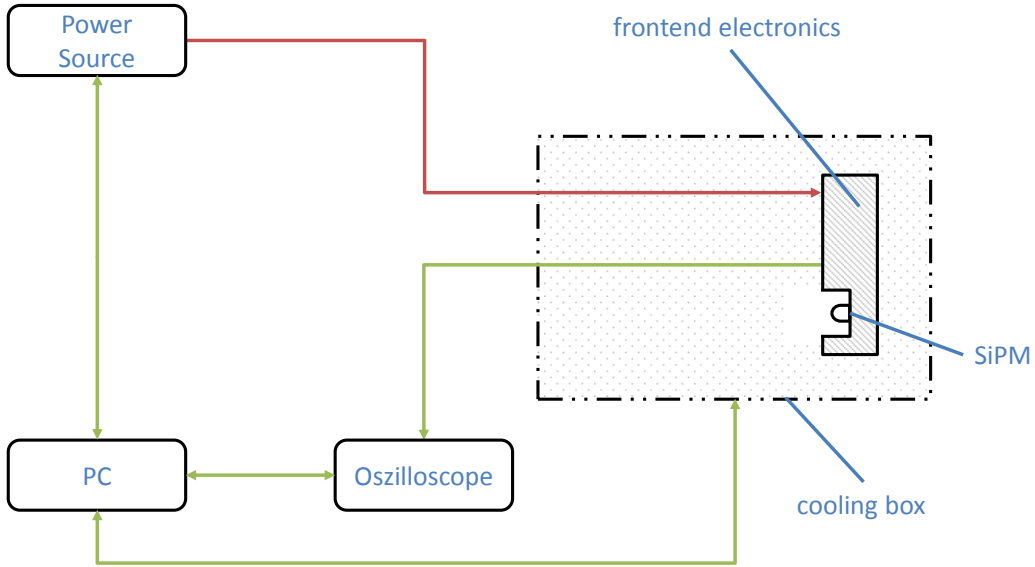 Power
Source
frontend electronics
SiPM
PC
Oszilloscope
cooling box